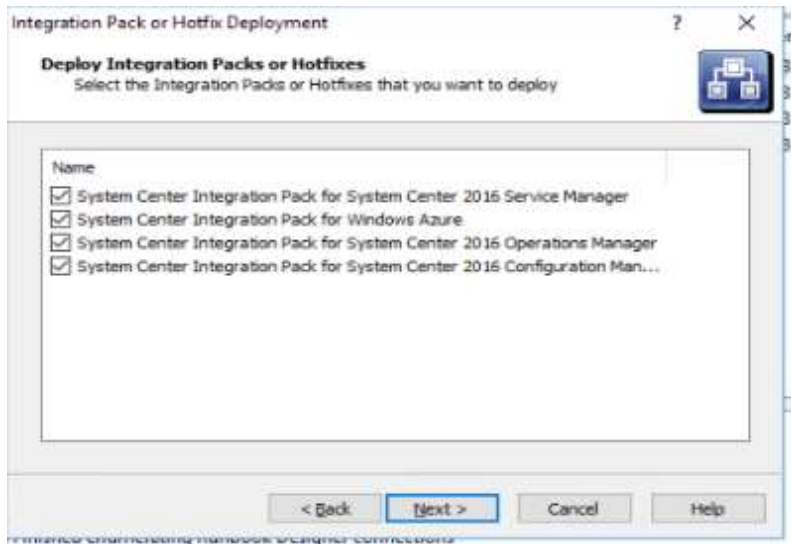 Integration Pack or Hotfix Deployment ? ×
Deploy Integration Packs or Hotfixes
Select the Integration Packs or Hotfixes that you want to deploy
Name
System Center Integration Pack for System Center 2016 Service Manager
System Center Integration Pack for Windows Azure
System Center Integration Pack for System Center 2016 Operations Manager
System Center Integration Pack for System Center 2016 Configuration Man...
< Back Next > Cancel Help